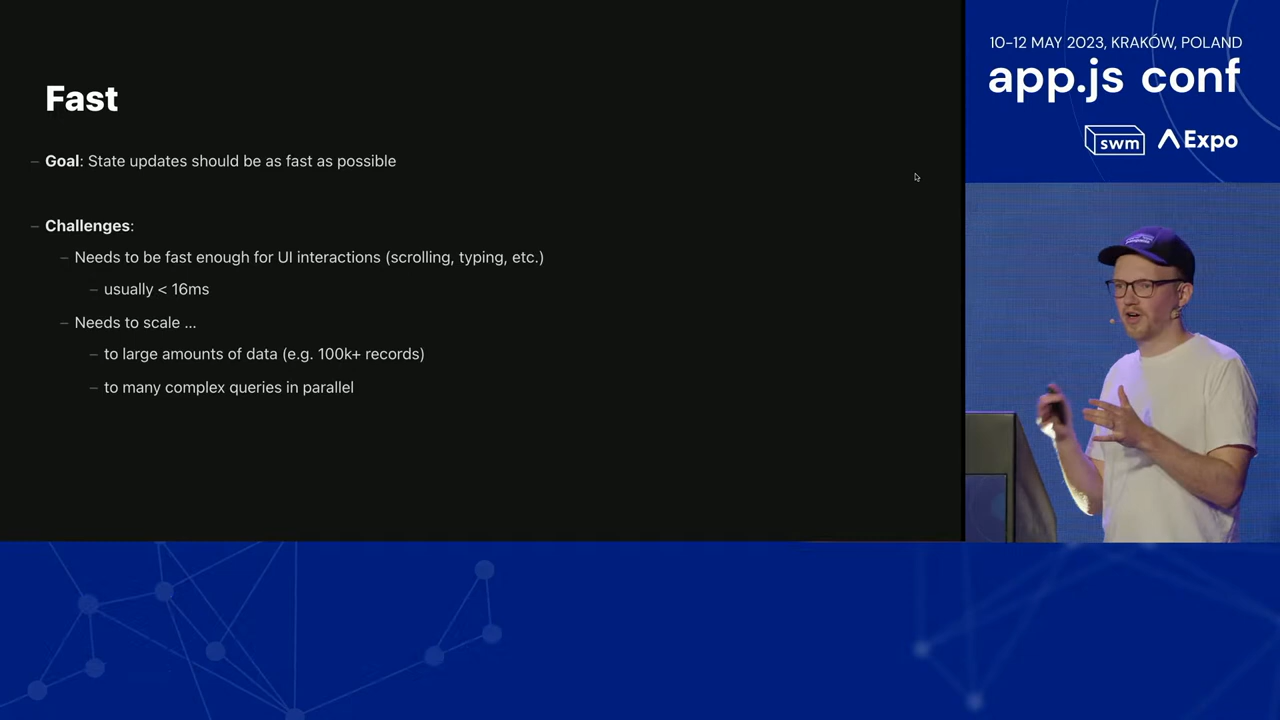 Fast
– Goal: State updates should be as fast as possible
– Challenges:
– Needs to be fast enough for UI interactions (scrolling, typing, etc.)
– usually < 16ms
– Needs to scale ...
– to large amounts of data (e.g. 100k+ records)
– to many complex queries in parallel
10–12 MAY 2023, KRAKÓW, POLAND
app.js conf
swm
Expo